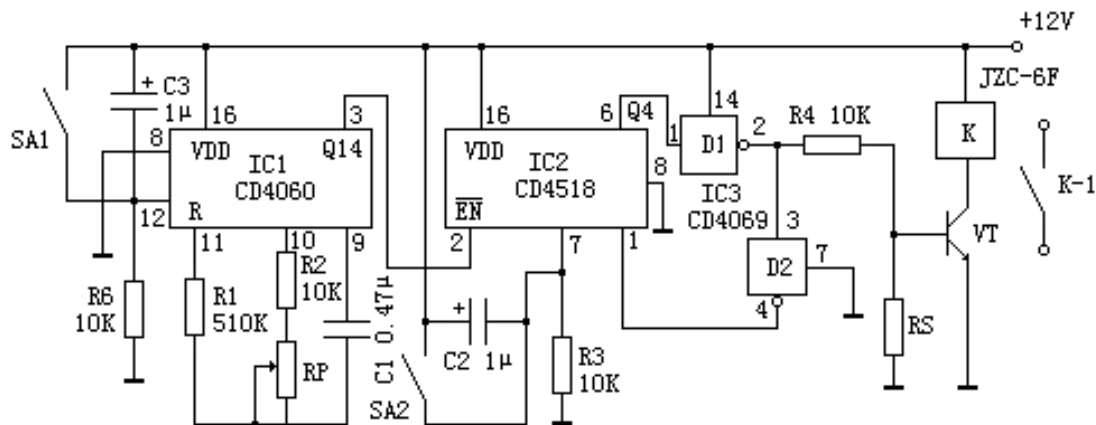 +12V
JZC-6F
+ C3
1μ
SA1
16
3
8
VDD
Q14
IC1
CD4060
12
R
11
10
9
R6
10K
R1
510K
R2
10K
RP
C1 0.47μ
16
6 Q4
VDD
IC2
CD4518
8
EN
2
7
1
+
C2 1μ
SA2
R3
10K
14
1
D1
2
IC3
CD4069
R4 10K
3
D2
7
4
RS
K
VT
K-1